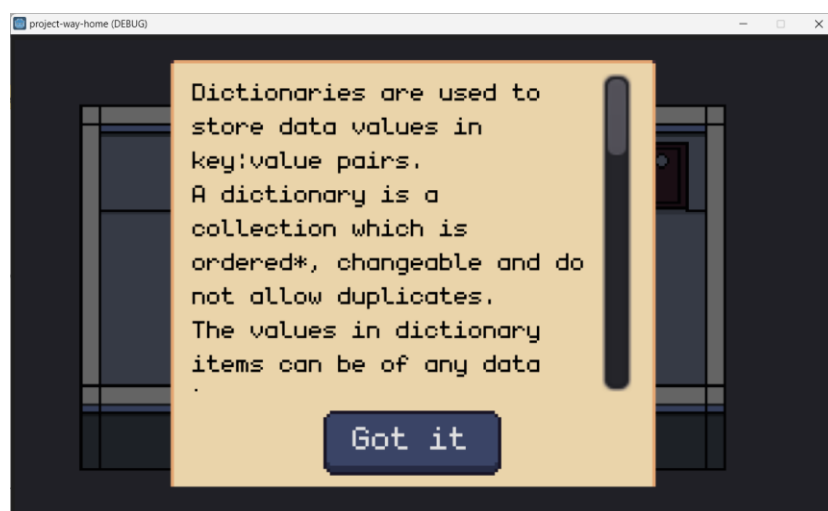 project-way-home (DEBUG)
Dictionaries are used to
store data values in
key:value pairs.
A dictionary is a
collection which is
ordered*, changeable and do
not allow duplicates.
The values in dictionary
items can be of any data
Got it